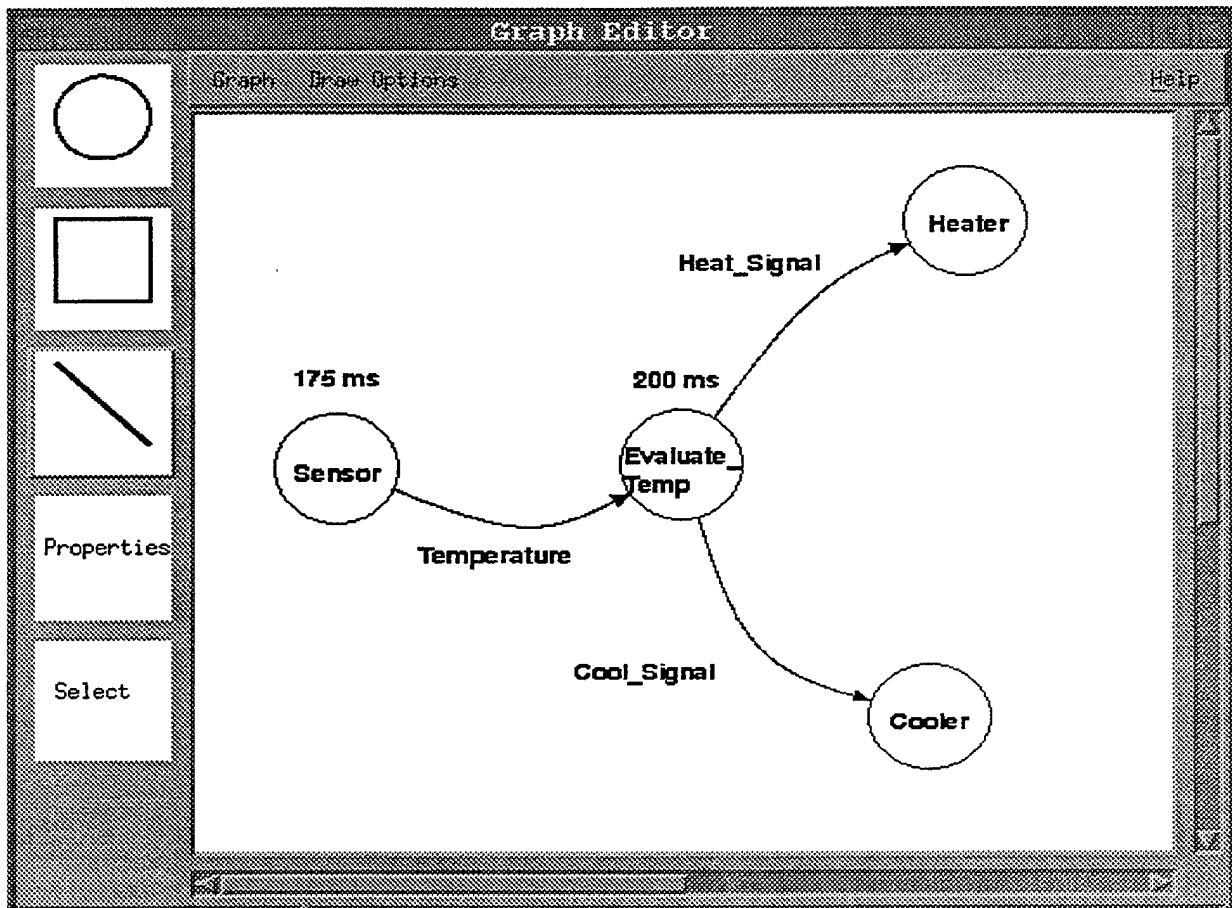 Graph Editor
Graph Draw Options Help
Heater
Heat_Signal
175 ms
200 ms
Sensor
Evaluate_
Temp
Properties
Temperature
Select
Cool_Signal
Cooler